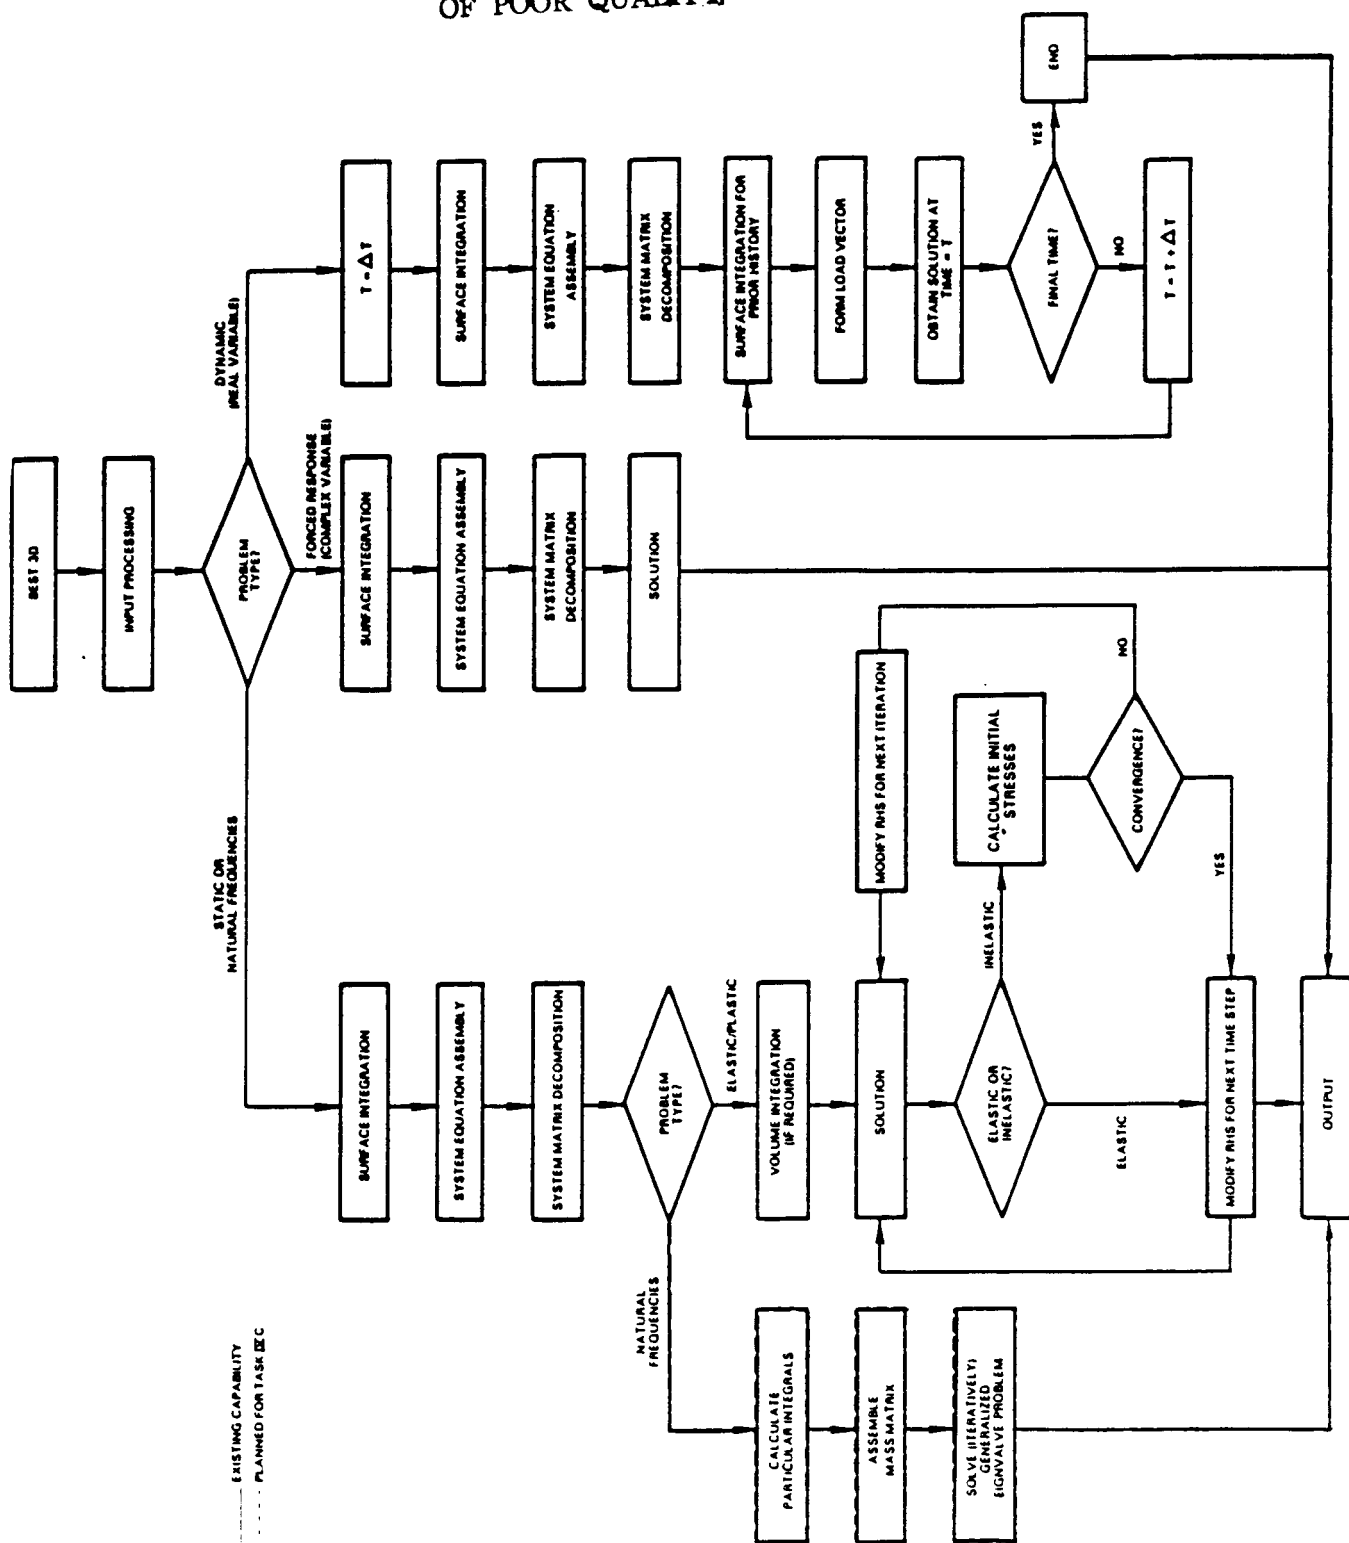 OF POOR QUALITY
BEST 3D
INPUT PROCESSING
PROBLEM
TYPE?
STATIC OR
NATURAL FREQUENCIES
FORCED RESPONSE
(COMPLEX VARIABLE)
DYNAMIC
(REAL VARIABLE)
SURFACE INTEGRATION
SYSTEM EQUATION ASSEMBLY
SYSTEM MATRIX DECOMPOSITION
PROBLEM
TYPE?
NATURAL
FREQUENCIES
ELASTIC/PLASTIC
CALCULATE
PARTICULAR INTEGRALS
ASSEMBLE
MASS MATRIX
SOLVE (ITERATIVELY)
GENERALIZED
EIGNVALVE PROBLEM
VOLUME INTEGRATION
(IF REQUIRED)
SOLUTION
ELASTIC OR
INELASTIC?
ELASTIC
INELASTIC
MODIFY RHS FOR NEXT ITERATION
CALCULATE INITIAL
STRESSES
CONVERGENCE?
NO
YES
MODIFY RHS FOR NEXT TIME STEP
OUTPUT
SURFACE INTEGRATION
SYSTEM EQUATION ASSEMBLY
SYSTEM MATRIX
DECOMPOSITION
SOLUTION
T = ΔT
SURFACE INTEGRATION
SYSTEM EQUATION
ASSEMBLY
SYSTEM MATRIX
DECOMPOSITION
SURFACE INTEGRATION FOR
PRIOR HISTORY
FORM LOAD VECTOR
OBTAIN SOLUTION AT
TIME = T
FINAL TIME?
YES
END
NO
T = T + ΔT
EXISTING CAPABILITY
PLANNED FOR TASK IXC